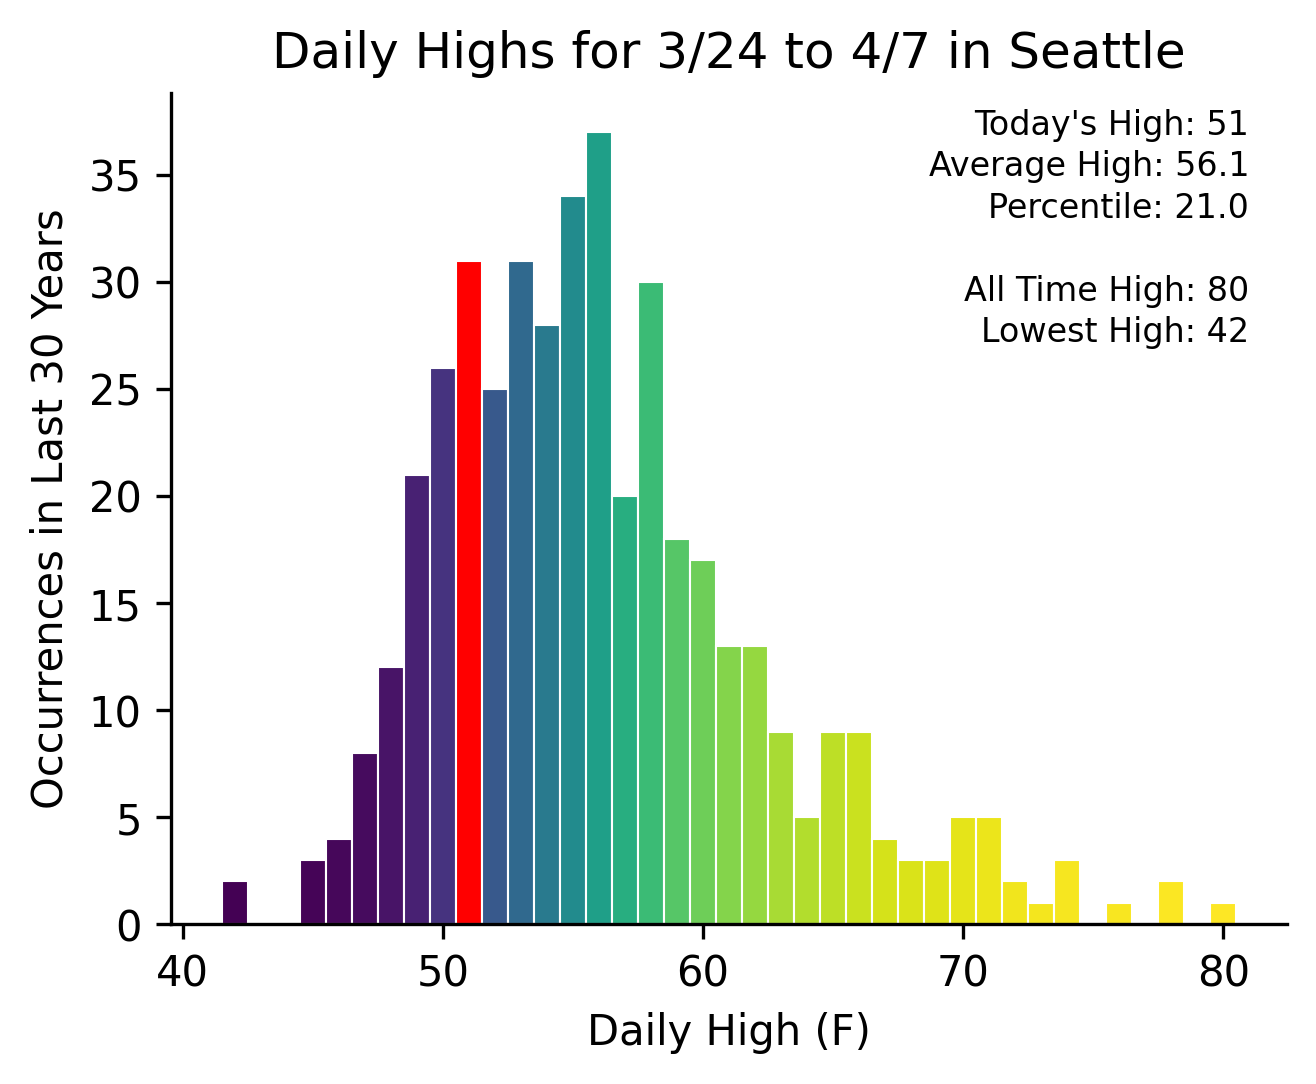 Daily Highs for 3/24 to 4/7 in Seattle
Today's High: 51
Average High: 56.1
Percentile: 21.0
All Time High: 80
Lowest High: 42
Occurrences in Last 30 Years
35
30
25
20
15
10
5
0
40 50 60 70 80
Daily High (F)